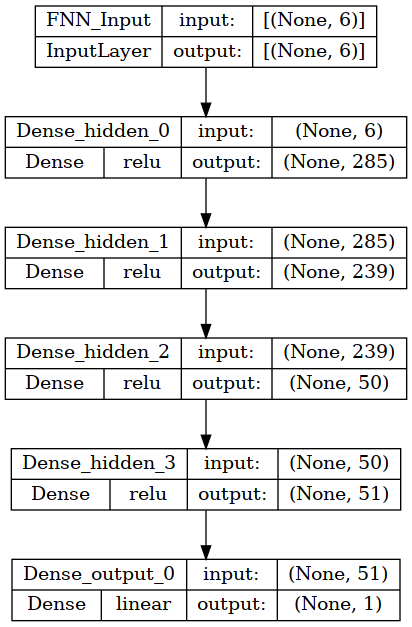 FNN_Input input: [(None, 6)]
InputLayer output: [(None, 6)]
Dense_hidden_0 input: (None, 6)
Dense relu output: (None, 285)
Dense_hidden_1 input: (None, 285)
Dense relu output: (None, 239)
Dense_hidden_2 input: (None, 239)
Dense relu output: (None, 50)
Dense_hidden_3 input: (None, 50)
Dense relu output: (None, 51)
Dense_output_0 input: (None, 51)
Dense linear output: (None, 1)